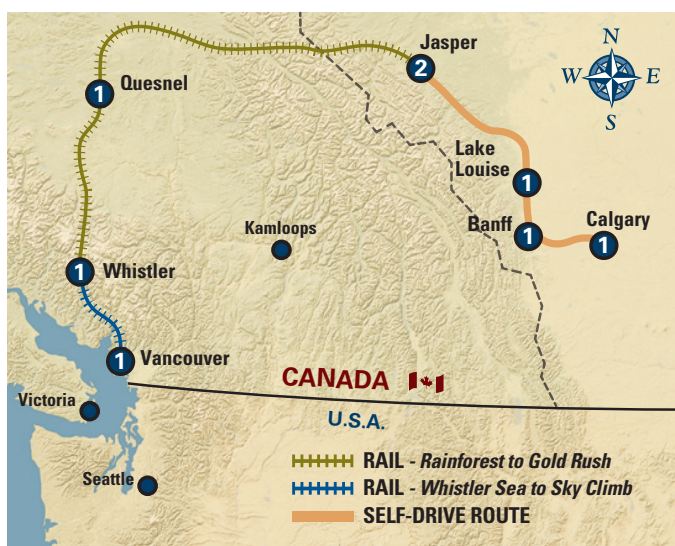 N
W E
S
Jasper
2
Quesnel
1
Lake
Louise
1
Banff
1
Calgary
1
Kamloops
Whistler
1
Vancouver
1
CANADA
U.S.A.
Victoria
Seattle
RAIL - Rainforest to Gold Rush
RAIL - Whistler Sea to Sky Climb
SELF-DRIVE ROUTE